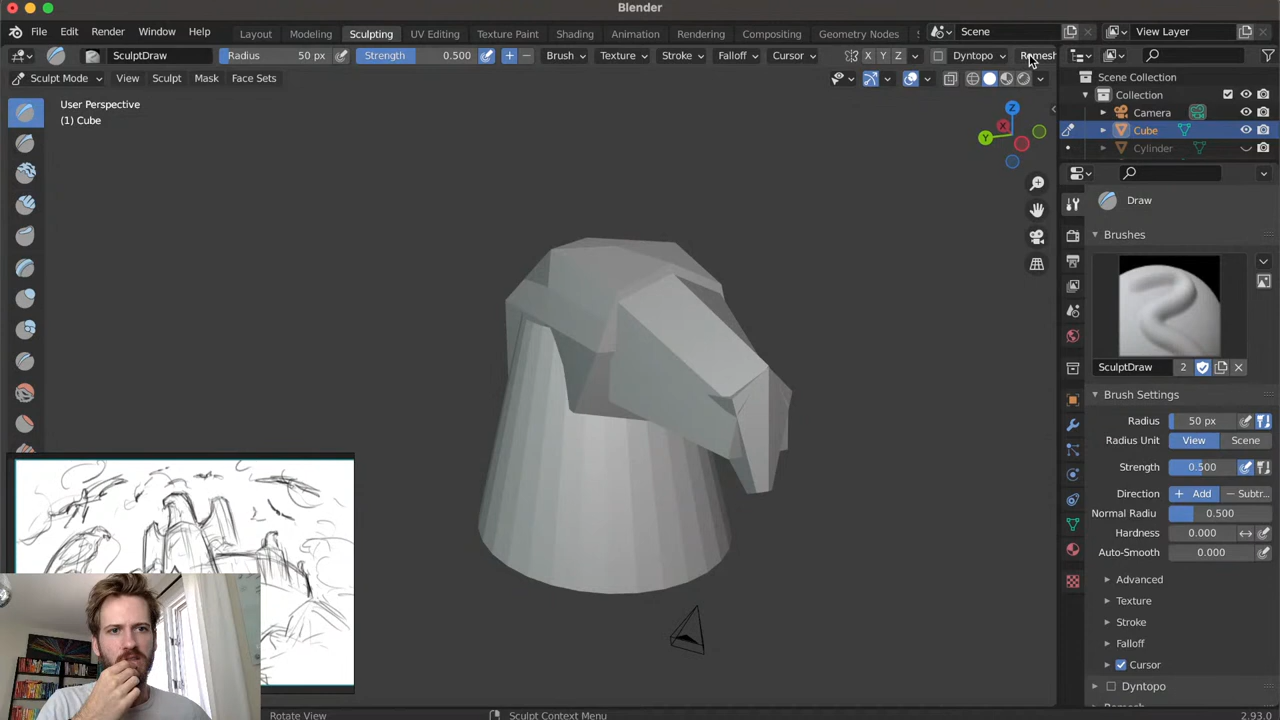 Blender
File Edit Render Window Help
Layout Modeling Sculpting UV Editing Texture Paint Shading Animation Rendering Compositing Geometry Nodes
Scene View Layer
SculptDraw Radius 50 px Strength 0.500 Brush Texture Stroke Falloff Cursor X Y Z Dyntopo Remesh
Sculpt Mode View Sculpt Mask Face Sets
User Perspective
(1) Cube
Z
X
Y
Scene Collection
Collection
Camera
Cube
Cylinder
Draw
Brushes
SculptDraw 2
Brush Settings
Radius 50 px
Radius Unit View Scene
Strength 0.500
Direction + Add — Subtr...
Normal Radiu 0.500
Hardness 0.000
Auto-Smooth 0.000
Advanced
Texture
Stroke
Falloff
Cursor
Dyntopo
Rotate View Sculpt Context Menu 2.93.0